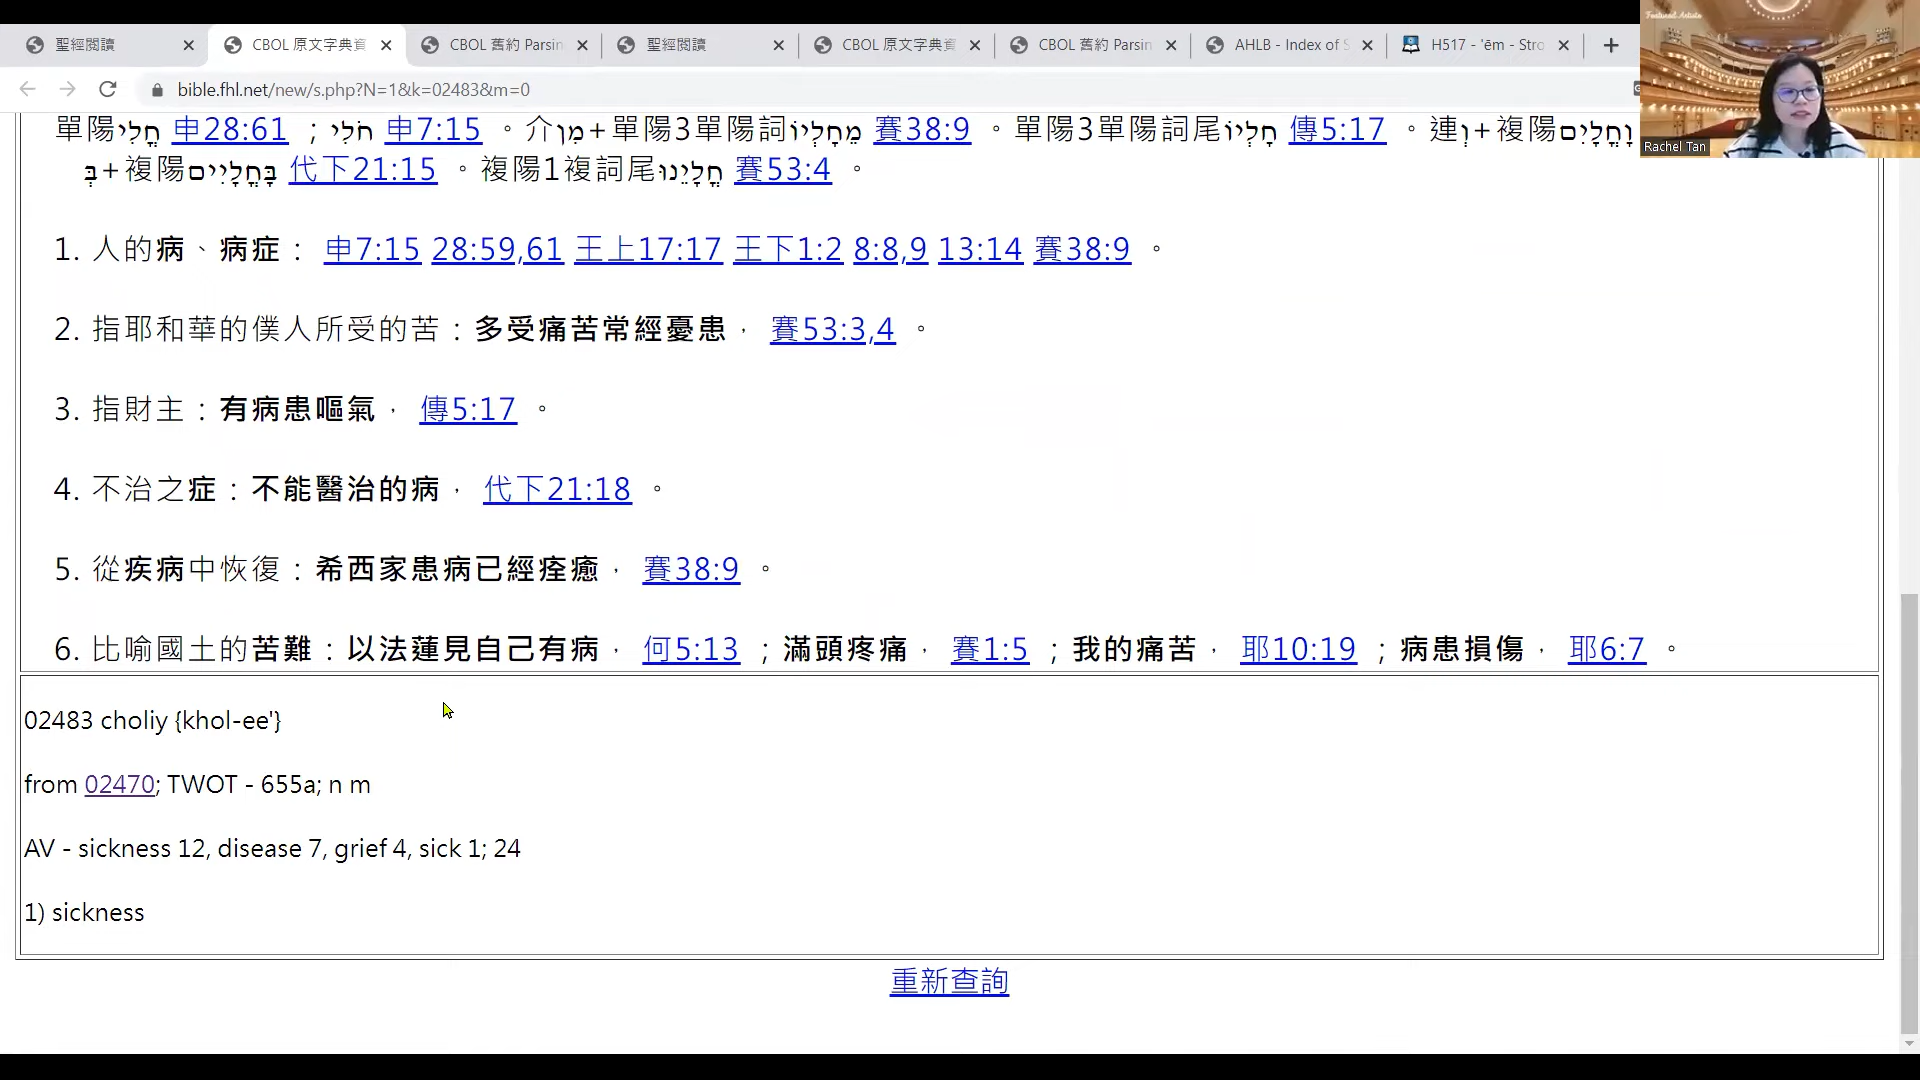 聖經閱讀
CBOL 原文字典資
CBOL 舊約 Parsin
聖經閱讀
CBOL 原文字典資
CBOL 舊約 Parsin
AHLB - Index of S
H517 - 'ēm - Stro
bible.fhl.net/new/s.php?N=1&k=02483&m=0
Featured Artists
Rachel Tan
單陽חֳלִי 申28:61 ；חֹלִי 申7:15 。介מִן+單陽3單陽詞מֵחָלְיוֹ 賽38:9 。單陽3單陽詞尾חָלְיוֹ 傳5:17 。連וְ+複陽וָחֳלָיִם
בְּ+複陽בָּחֳלָיִים 代下21:15 。複陽1複詞尾חֳלָיֵנוּ 賽53:4 。
1. 人的病、病症： 申7:15 28:59,61 王上17:17 王下1:2 8:8,9 13:14 賽38:9 。
2. 指耶和華的僕人所受的苦：多受痛苦常經憂患， 賽53:3,4 。
3. 指財主：有病患嘔氣， 傳5:17 。
4. 不治之症：不能醫治的病， 代下21:18 。
5. 從疾病中恢復：希西家患病已經痊癒， 賽38:9 。
6. 比喻國土的苦難：以法蓮見自己有病， 何5:13 ；滿頭疼痛， 賽1:5 ；我的痛苦， 耶10:19 ；病患損傷， 耶6:7 。
02483 choliy {khol-ee'}
from 02470; TWOT - 655a; n m
AV - sickness 12, disease 7, grief 4, sick 1; 24
1) sickness
重新查詢